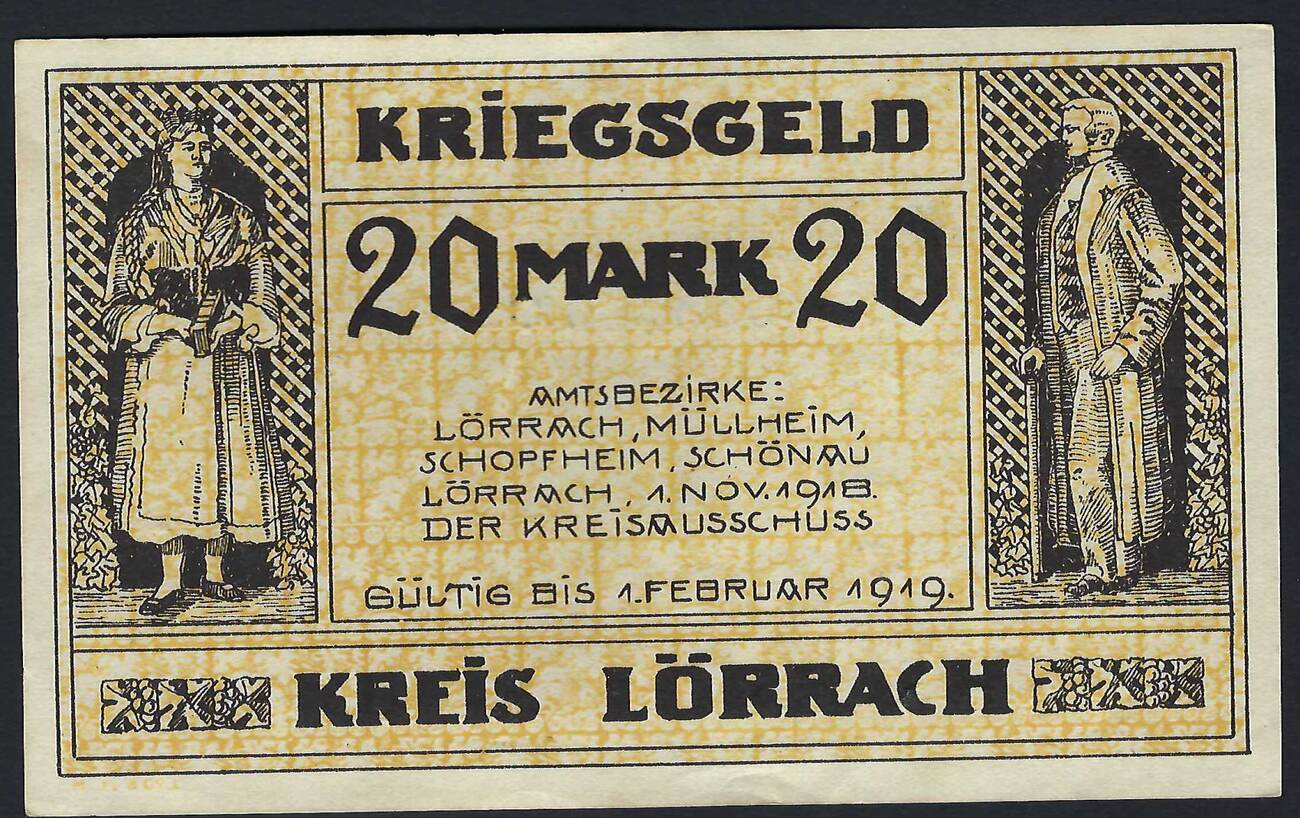 KRIEGSGELD
20 MARK 20
AMTSBEZIRKE:
LÖRRACH, MÜLLHEIM,
SCHOPFHEIM, SCHÖNAU
LÖRRACH, 1. NOV. 1918.
DER KREISAUSSCHUSS
GÜLTIG BIS 1. FEBRUAR 1919.
KREIS LÖRRACH